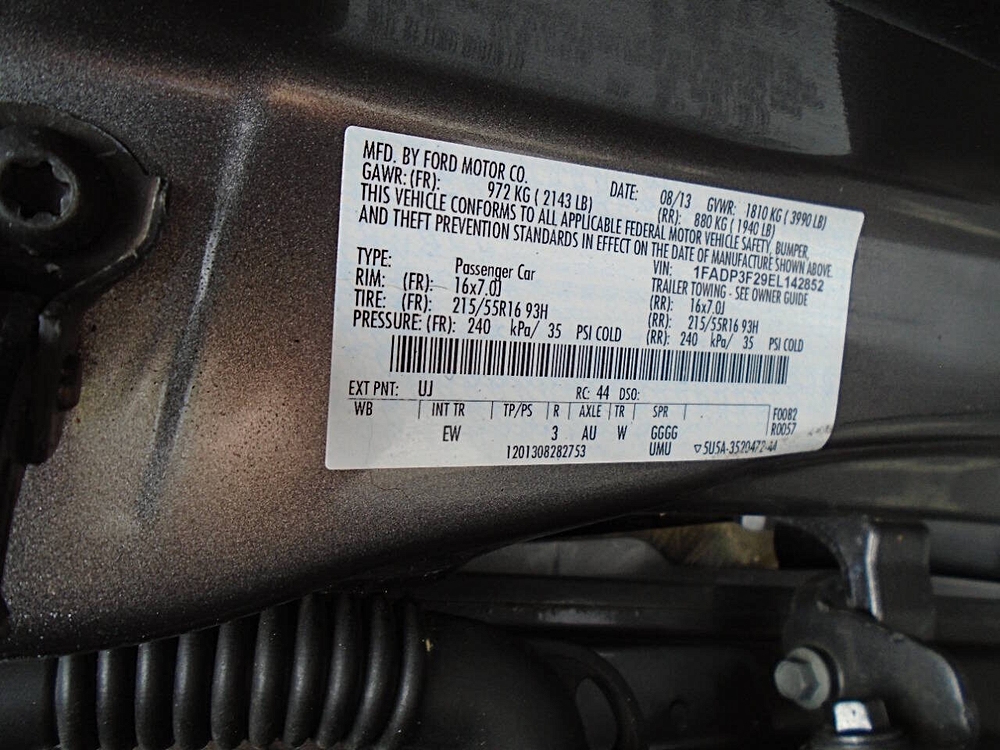 MFD. BY FORD MOTOR CO.
DATE: 08/13 GVWR: 1810 KG ( 3990 LB)
GAWR: (FR): 972 KG ( 2143 LB) (RR): 880 KG ( 1940 LB)
THIS VEHICLE CONFORMS TO ALL APPLICABLE FEDERAL MOTOR VEHICLE SAFETY, BUMPER,
AND THEFT PREVENTION STANDARDS IN EFFECT ON THE DATE OF MANUFACTURE SHOWN ABOVE.
VIN: 1FADP3F29EL142852
TYPE: Passenger Car TRAILER TOWING - SEE OWNER GUIDE
RIM: (FR): 16x7.0J (RR): 16x7.0J
TIRE: (FR): 215/55R16 93H (RR): 215/55R16 93H
PRESSURE: (FR): 240 kPa/ 35 PSI COLD (RR): 240 kPa/ 35 PSI COLD
EXT PNT: UJ RC: 44 DSO:
WB INT TR TP/PS R AXLE TR SPR F0082
EW 3 AU W GGGG R0057
1201308282753 UMU ▽5U5A-3520472-AA